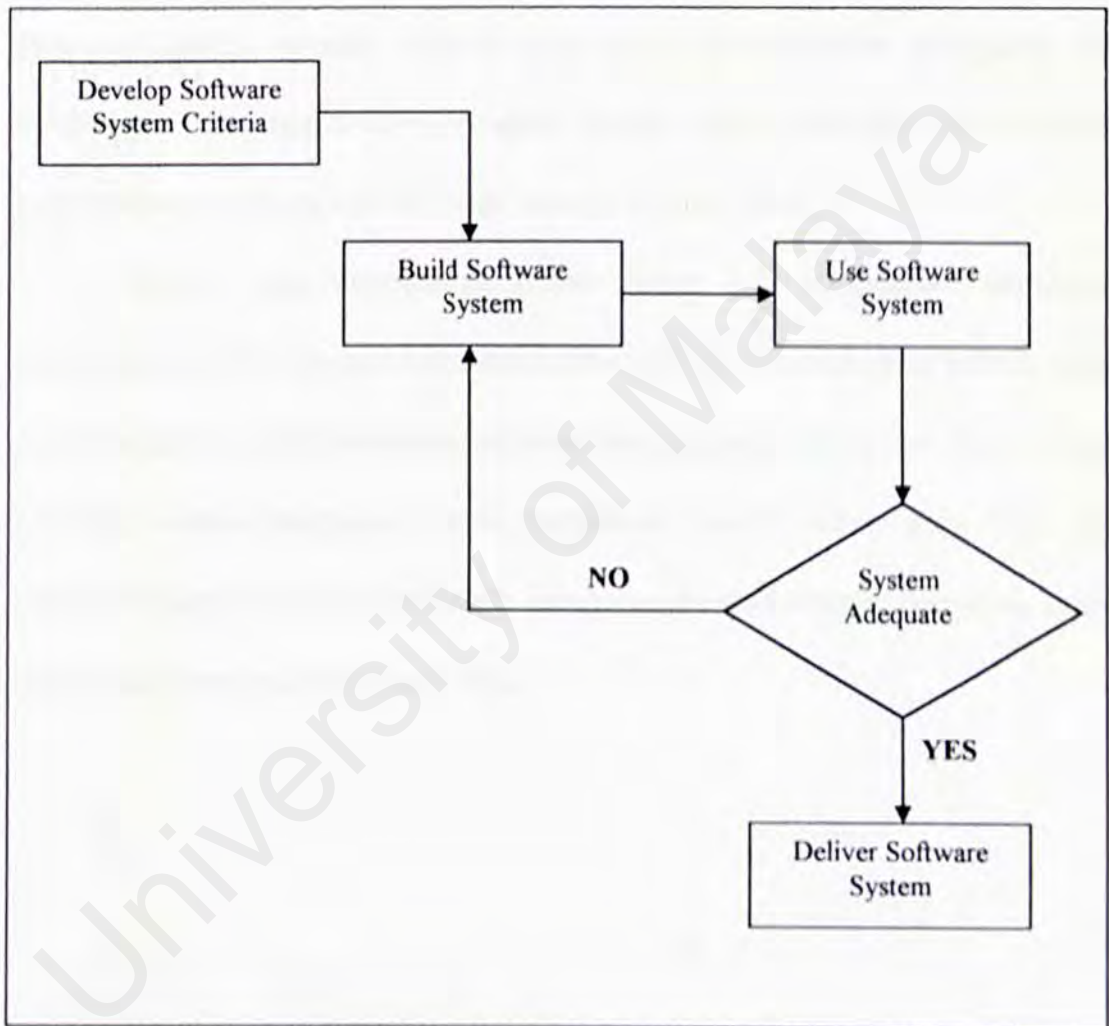 Develop Software
System Criteria
Build Software
System
Use Software
System
System
Adequate
NO
YES
Deliver Software
System
University of Malaya